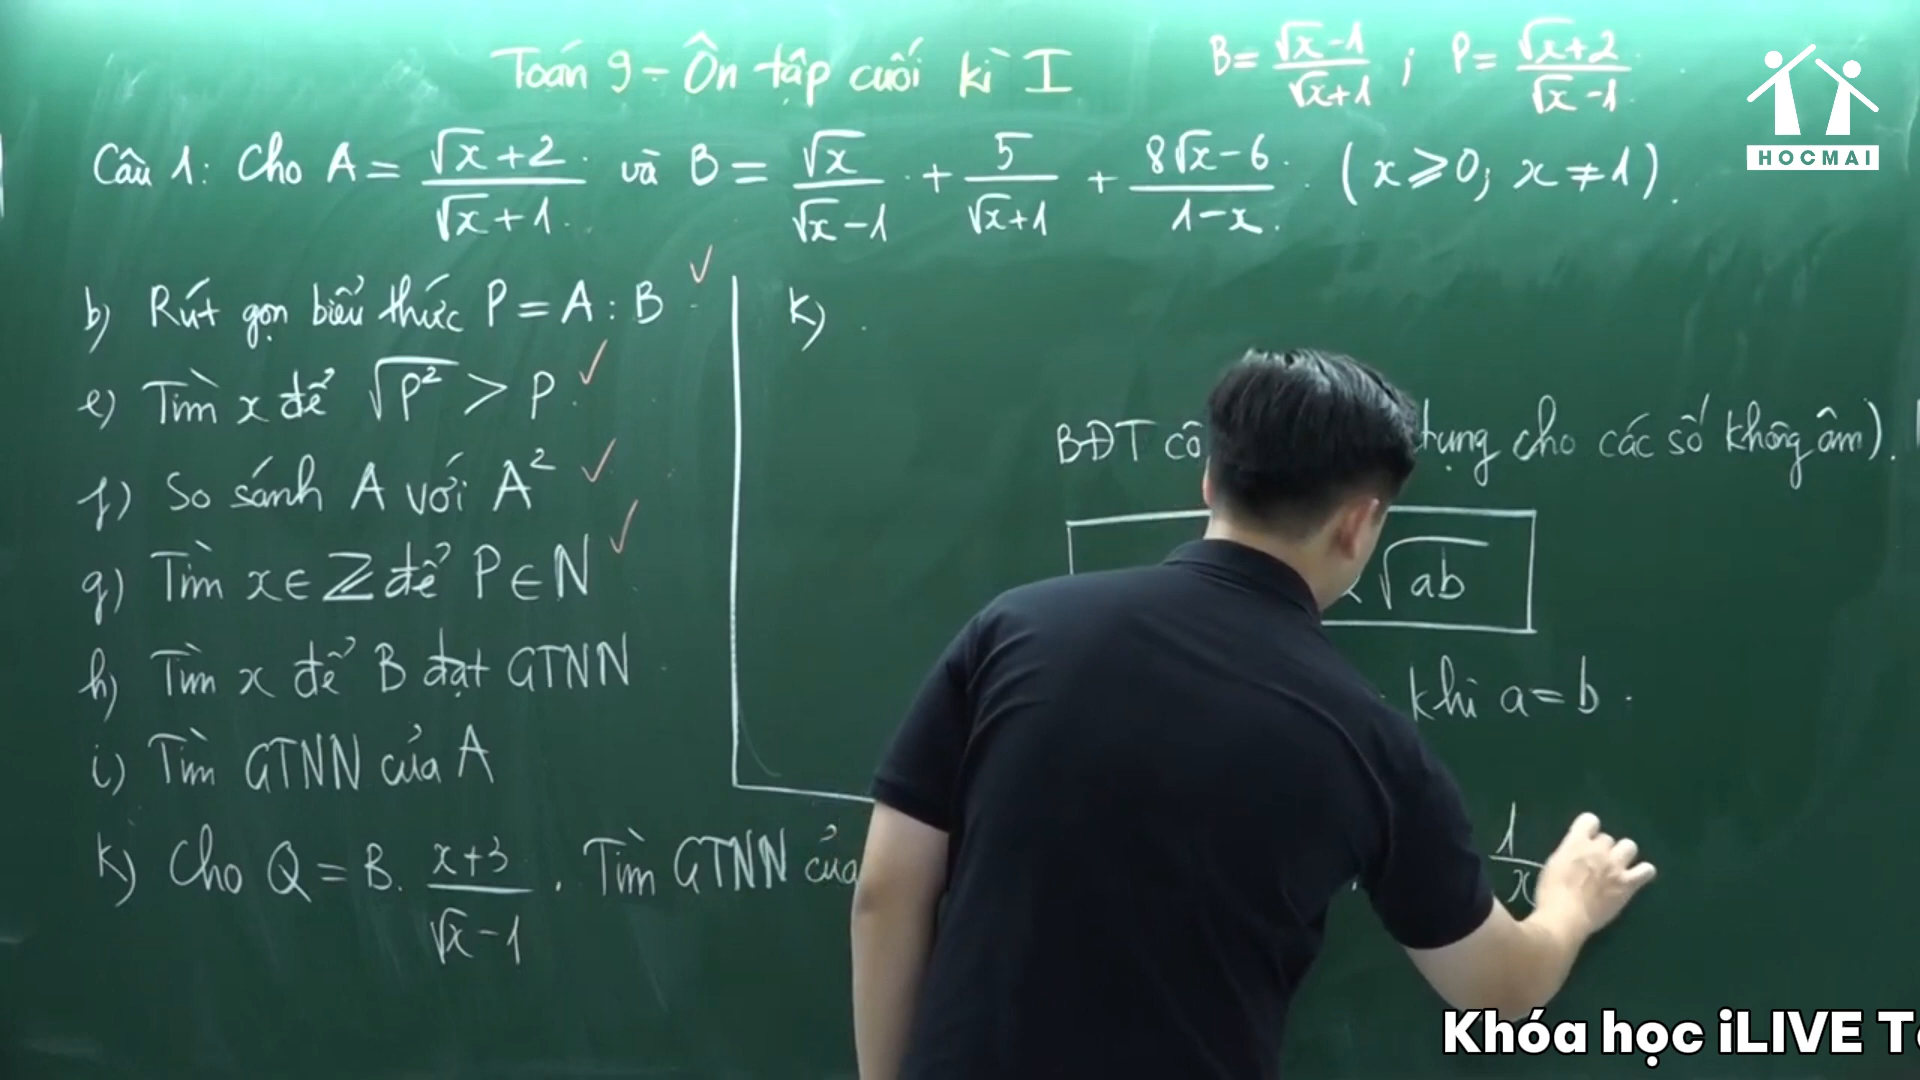 Toán 9 - Ôn tập cuối kì I
B = (√x - 1)/(√x + 1) ; P = (√x + 2)/(√x - 1)
HOCMAI
Câu 1: Cho A = (√x + 2)/(√x + 1) và B = √x/(√x - 1) + 5/(√x + 1) + (8√x - 6)/(1 - x) (x ⩾ 0; x ≠ 1).
b) Rút gọn biểu thức P = A : B ✓
e) Tìm x để √P² > P ✓
f) So sánh A với A² ✓
g) Tìm x ∈ Z để P ∈ N ✓
h) Tìm x để B đạt GTNN
i) Tìm GTNN của A
k) Cho Q = B. (x + 3)/(√x - 1) . Tìm GTNN của
k)
BĐT dụng cho các số không âm).
√ab
khi a = b .
1/x
Khóa học iLIVE